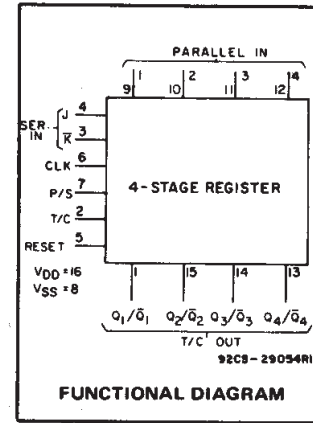 PARALLEL IN
1 2 3 4
9 10 11 12
SER. IN
J 4
K̅ 3
CLK 6
P/S 7
T/C 2
RESET 5
4-STAGE REGISTER
VDD=16
VSS=8
1 15 14 13
Q1/Q̅1 Q2/Q̅2 Q3/Q̅3 Q4/Q̅4
T/C OUT
92CS-29054R1
FUNCTIONAL DIAGRAM